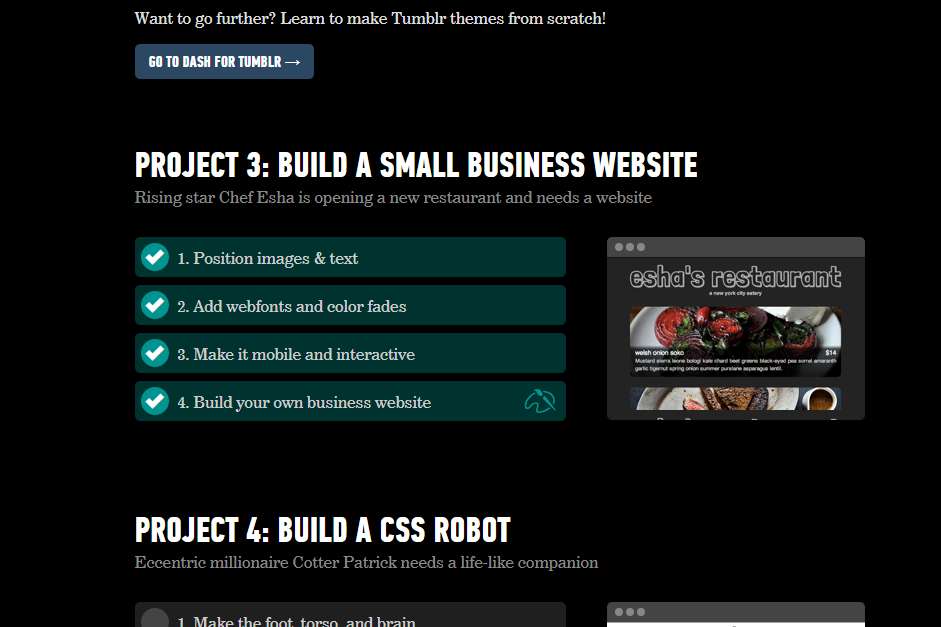 Want to go further? Learn to make Tumblr themes from scratch!
GO TO DASH FOR TUMBLR →
PROJECT 3: BUILD A SMALL BUSINESS WEBSITE
Rising star Chef Esha is opening a new restaurant and needs a website
1. Position images & text
2. Add webfonts and color fades
3. Make it mobile and interactive
4. Build your own business website
esha's restaurant
a new york city eatery
welsh onion soko $14
Mustard sierra leone bologi kale chard beet greens black-eyed pea sorrel amaranth
garlic tigernut spring onion summer purslane asparagus lentil.
PROJECT 4: BUILD A CSS ROBOT
Eccentric millionaire Cotter Patrick needs a life-like companion
1. Make the foot, torso, and brain